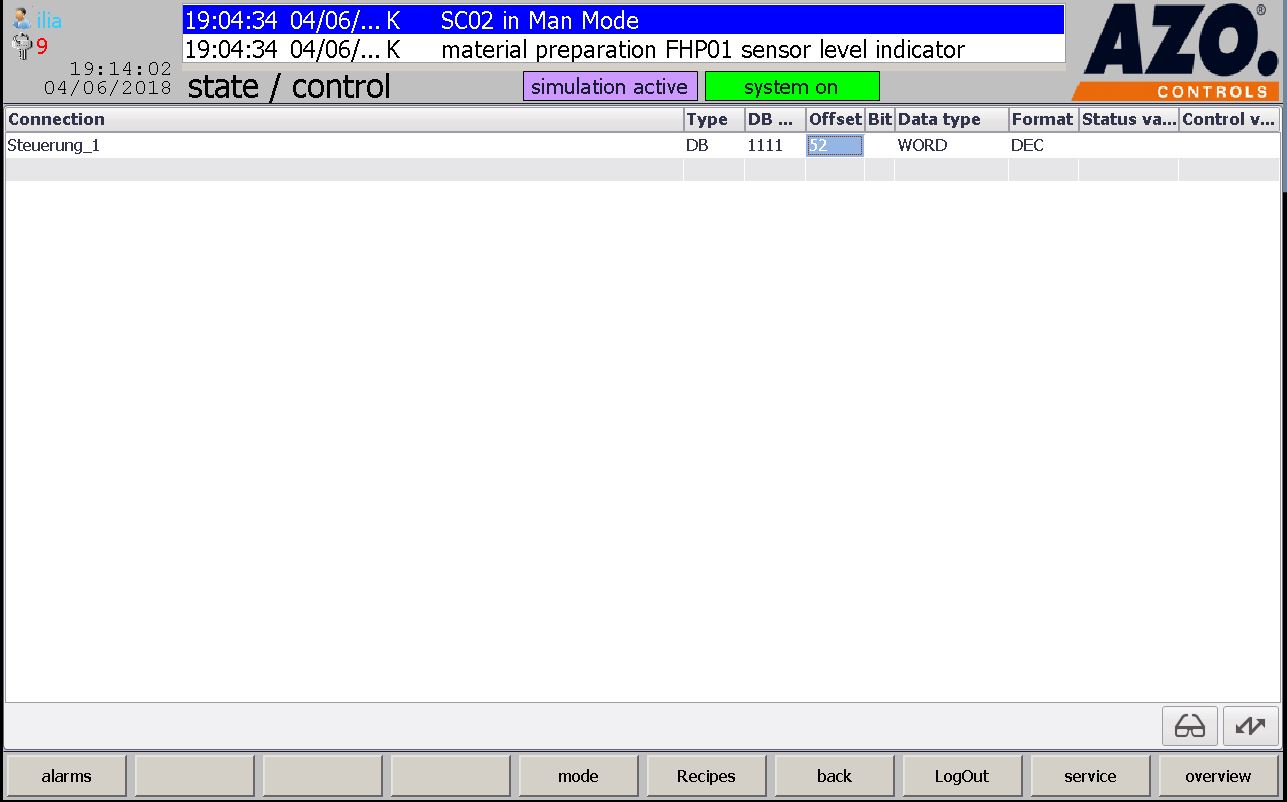 ilia
9
19:14:02
04/06/2018
19:04:34 04/06/... K SC02 in Man Mode
19:04:34 04/06/... K material preparation FHP01 sensor level indicator
state / control
simulation active
system on
AZO.®
CONTROLS
Connection Type DB ... Offset Bit Data type Format Status va... Control v...
Steuerung_1 DB 1111 52 WORD DEC
alarms mode Recipes back LogOut service overview